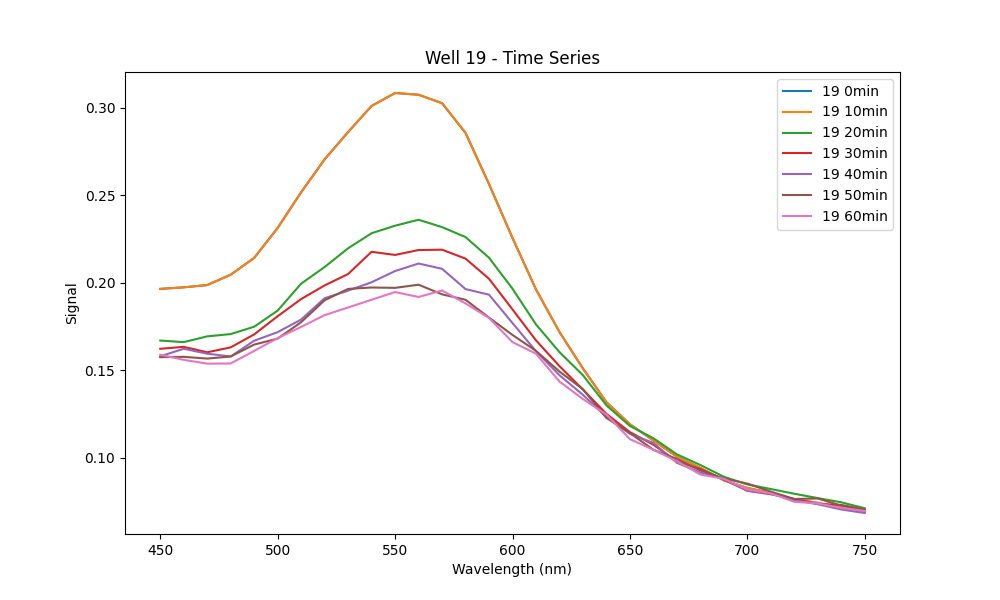 Well 19 - Time Series
19 0min
19 10min
19 20min
19 30min
19 40min
19 50min
19 60min
Signal
0.30
0.25
0.20
0.15
0.10
450 500 550 600 650 700 750
Wavelength (nm)